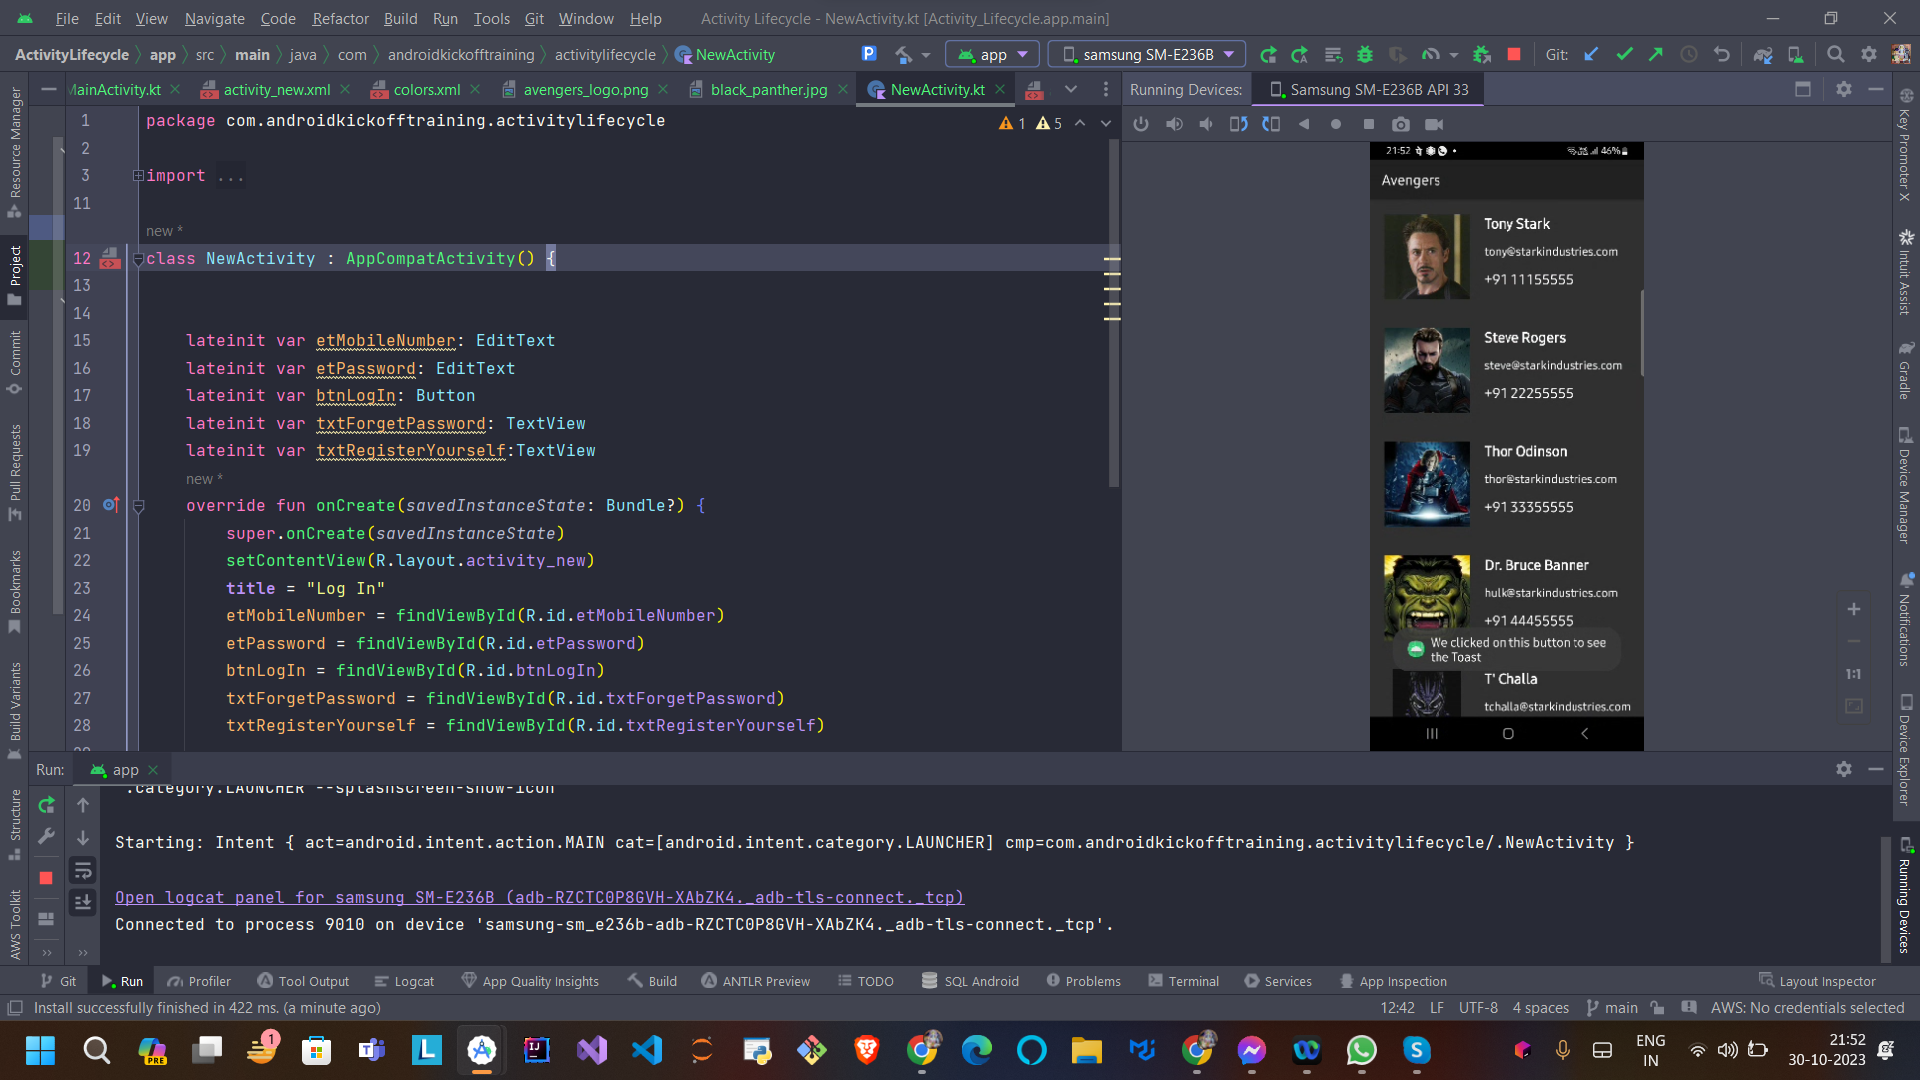 File Edit View Navigate Code Refactor Build Run Tools Git Window Help Activity Lifecycle - NewActivity.kt [Activity_Lifecycle.app.main]
ActivityLifecycle app src main java com androidkickofftraining activitylifecycle NewActivity app samsung SM-E236B Git:
MainActivity.kt activity_new.xml colors.xml avengers_logo.png black_panther.jpg NewActivity.kt Running Devices: Samsung SM-E236B API 33
1 package com.androidkickofftraining.activitylifecycle 1 5
2
3 import ...
11
new *
12 class NewActivity : AppCompatActivity() {
13
14
15 lateinit var etMobileNumber: EditText
16 lateinit var etPassword: EditText
17 lateinit var btnLogIn: Button
18 lateinit var txtForgetPassword: TextView
19 lateinit var txtRegisterYourself:TextView
new *
20 override fun onCreate(savedInstanceState: Bundle?) {
21 super.onCreate(savedInstanceState)
22 setContentView(R.layout.activity_new)
23 title = "Log In"
24 etMobileNumber = findViewById(R.id.etMobileNumber)
25 etPassword = findViewById(R.id.etPassword)
26 btnLogIn = findViewById(R.id.btnLogIn)
27 txtForgetPassword = findViewById(R.id.txtForgetPassword)
28 txtRegisterYourself = findViewById(R.id.txtRegisterYourself)
21:52 46%
Avengers
Tony Stark
tony@starkindustries.com
+91 11155555
Steve Rogers
steve@starkindustries.com
+91 22255555
Thor Odinson
thor@starkindustries.com
+91 33355555
Dr. Bruce Banner
hulk@starkindustries.com
+91 44455555
We clicked on this button to see
the Toast
T' Challa
tchalla@starkindustries.com
1:1
Resource Manager
Project
Commit
Pull Requests
Bookmarks
Build Variants
Structure
AWS Toolkit
Key Promoter X
Intuit Assist
Gradle
Device Manager
Notifications
Device Explorer
Running Devices
Run: app
.category.LAUNCHER --splashscreen-show-icon
Starting: Intent { act=android.intent.action.MAIN cat=[android.intent.category.LAUNCHER] cmp=com.androidkickofftraining.activitylifecycle/.NewActivity }
Open logcat panel for samsung SM-E236B (adb-RZCTC0P8GVH-XAbZK4._adb-tls-connect._tcp)
Connected to process 9010 on device 'samsung-sm_e236b-adb-RZCTC0P8GVH-XAbZK4._adb-tls-connect._tcp'.
Git Run Profiler Tool Output Logcat App Quality Insights Build ANTLR Preview TODO SQL Android Problems Terminal Services App Inspection Layout Inspector
Install successfully finished in 422 ms. (a minute ago) 12:42 LF UTF-8 4 spaces main AWS: No credentials selected
PRE 1 ENG
IN
21:52
30-10-2023